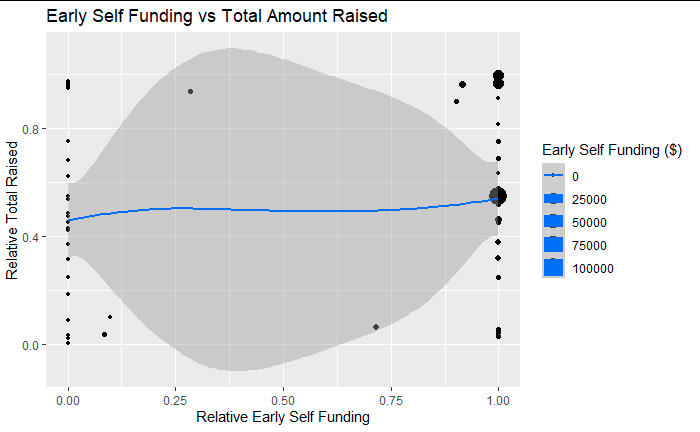 Early Self Funding vs Total Amount Raised
Relative Total Raised
0.8
0.4
0.0
0.00 0.25 0.50 0.75 1.00
Relative Early Self Funding
Early Self Funding ($)
0
25000
50000
75000
100000